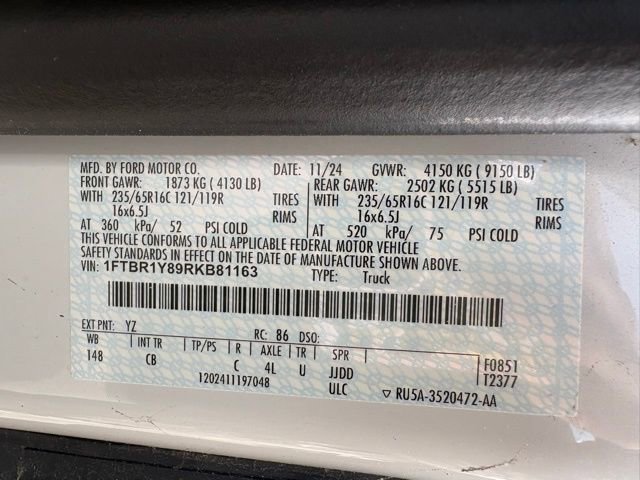 MFD. BY FORD MOTOR CO. DATE: 11/24 GVWR: 4150 KG ( 9150 LB)
FRONT GAWR: 1873 KG ( 4130 LB) REAR GAWR: 2502 KG ( 5515 LB)
WITH 235/65R16C 121/119R TIRES WITH 235/65R16C 121/119R TIRES
16x6.5J RIMS 16x6.5J RIMS
AT 360 kPa/ 52 PSI COLD AT 520 kPa/ 75 PSI COLD
THIS VEHICLE CONFORMS TO ALL APPLICABLE FEDERAL MOTOR VEHICLE
SAFETY STANDARDS IN EFFECT ON THE DATE OF MANUFACTURE SHOWN ABOVE.
VIN: 1FTBR1Y89RKB81163 TYPE: Truck
EXT PNT: YZ RC: 86 DSO:
WB INT TR TP/PS R AXLE TR SPR F0851
148 CB C 4L U JJDD T2377
1202411197048 ULC ▽ RU5A-3520472-AA